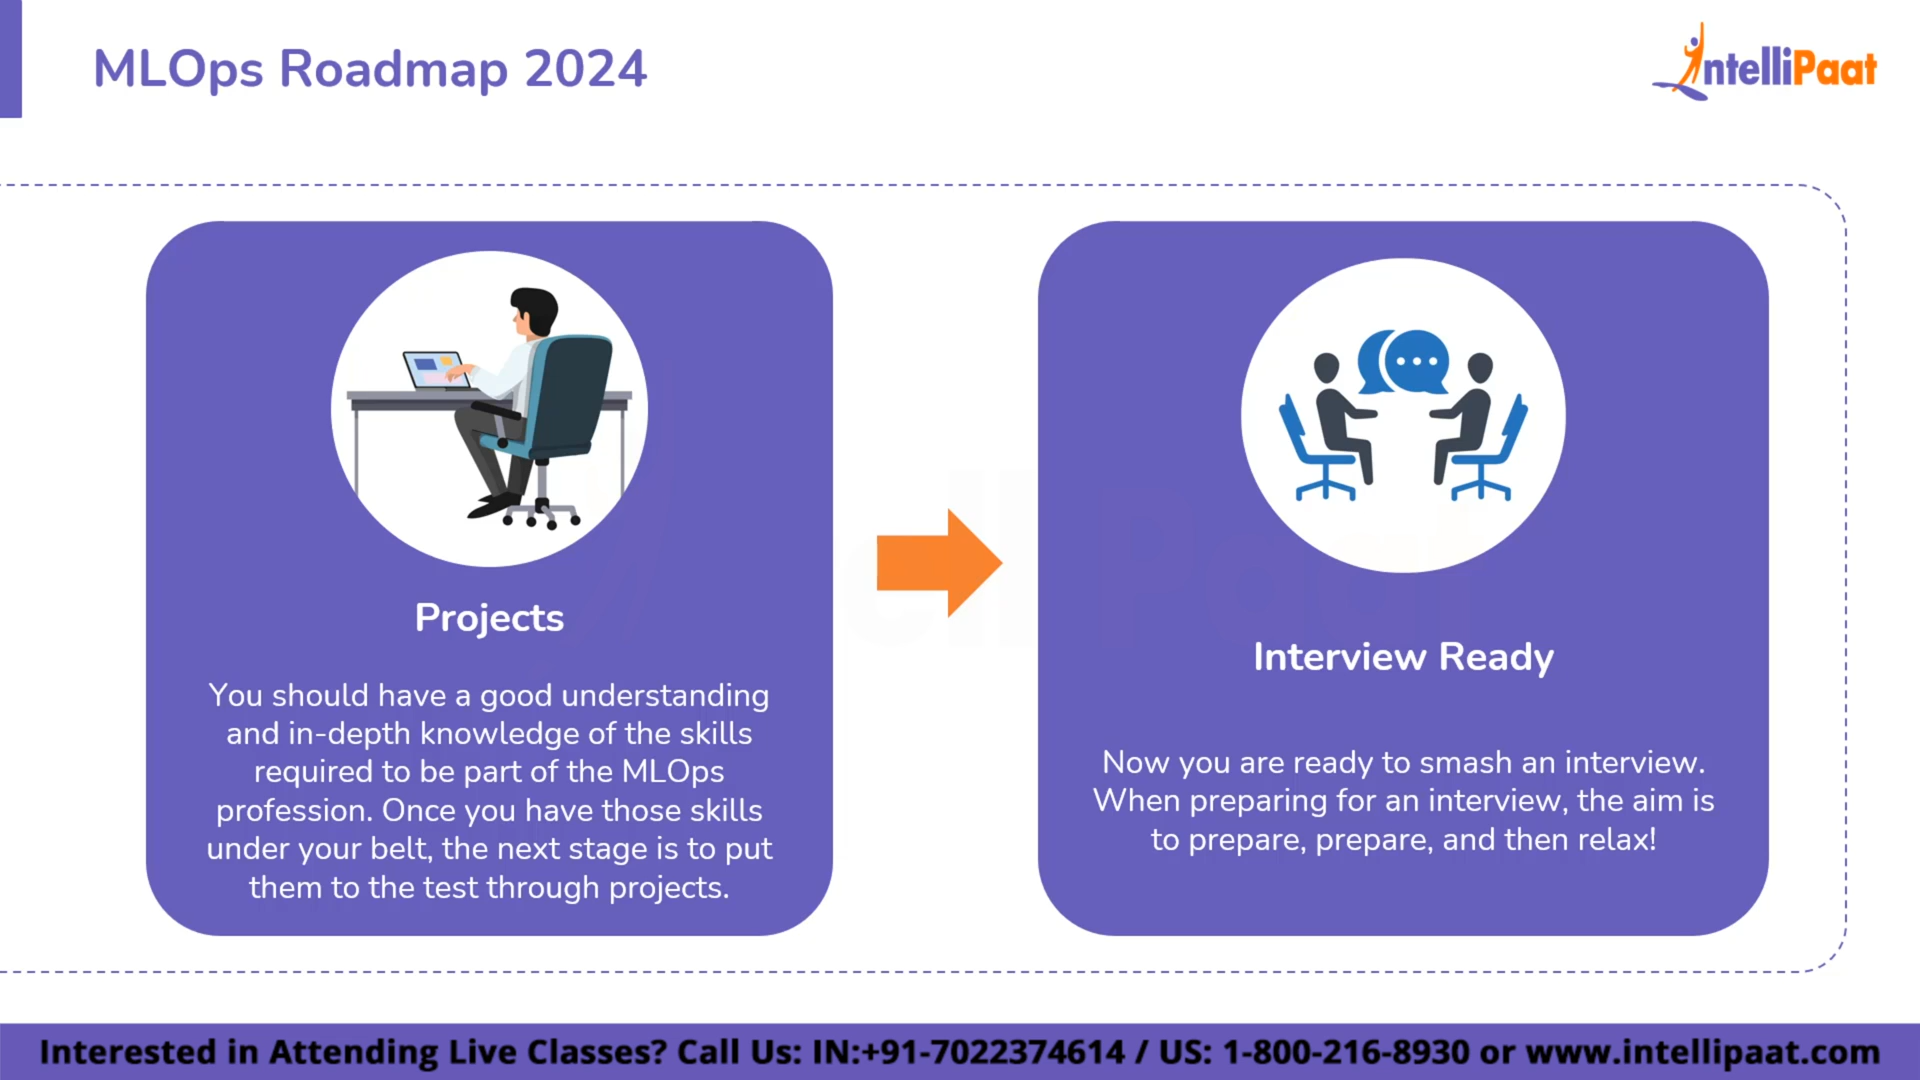 MLOps Roadmap 2024
IntelliPaat
Projects
You should have a good understanding
and in-depth knowledge of the skills
required to be part of the MLOps
profession. Once you have those skills
under your belt, the next stage is to put
them to the test through projects.
Interview Ready
Now you are ready to smash an interview.
When preparing for an interview, the aim is
to prepare, prepare, and then relax!
Interested in Attending Live Classes? Call Us: IN:+91-7022374614 / US: 1-800-216-8930 or www.intellipaat.com